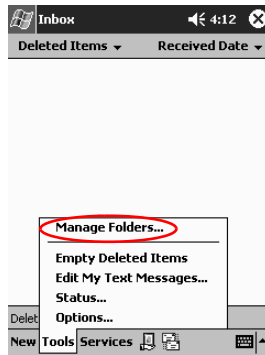 Inbox 4:12
Deleted Items Received Date
Manage Folders...
Empty Deleted Items
Edit My Text Messages...
Status...
Delet Options...
New Tools Services